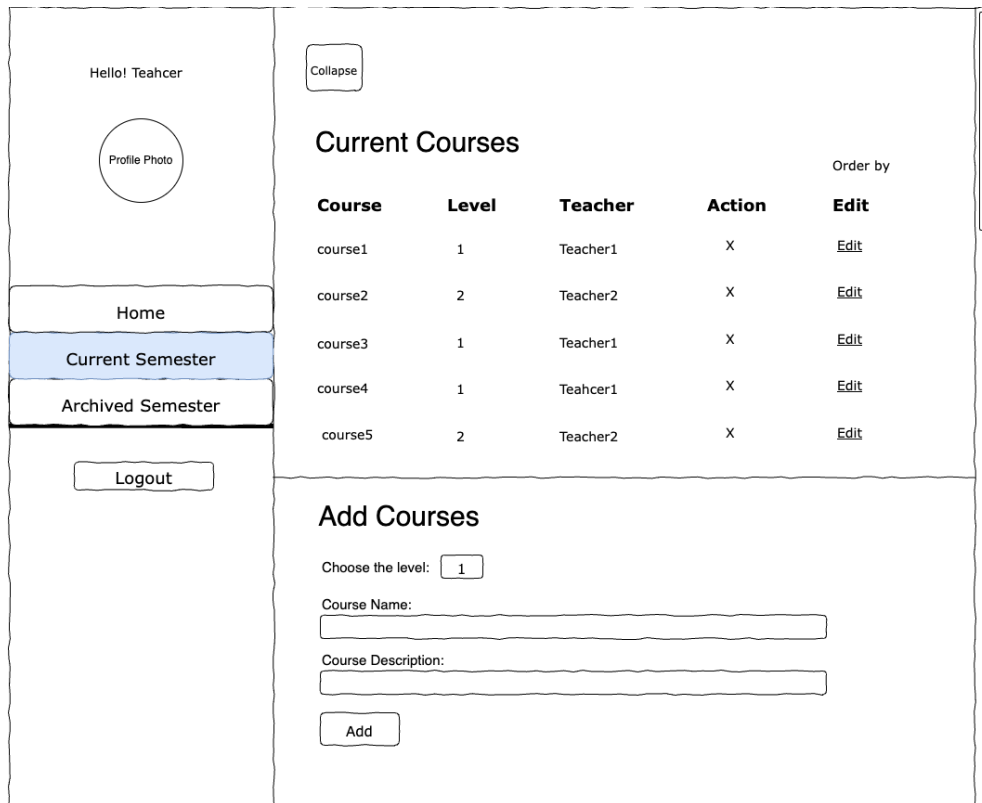 Hello! Teahcer
Profile Photo
Home
Current Semester
Archived Semester
Logout
Collapse
Current Courses
Order by
Course Level Teacher Action Edit
course1 1 Teacher1 X Edit
course2 2 Teacher2 X Edit
course3 1 Teacher1 X Edit
course4 1 Teahcer1 X Edit
course5 2 Teacher2 X Edit
Add Courses
Choose the level: 1
Course Name:
Course Description:
Add